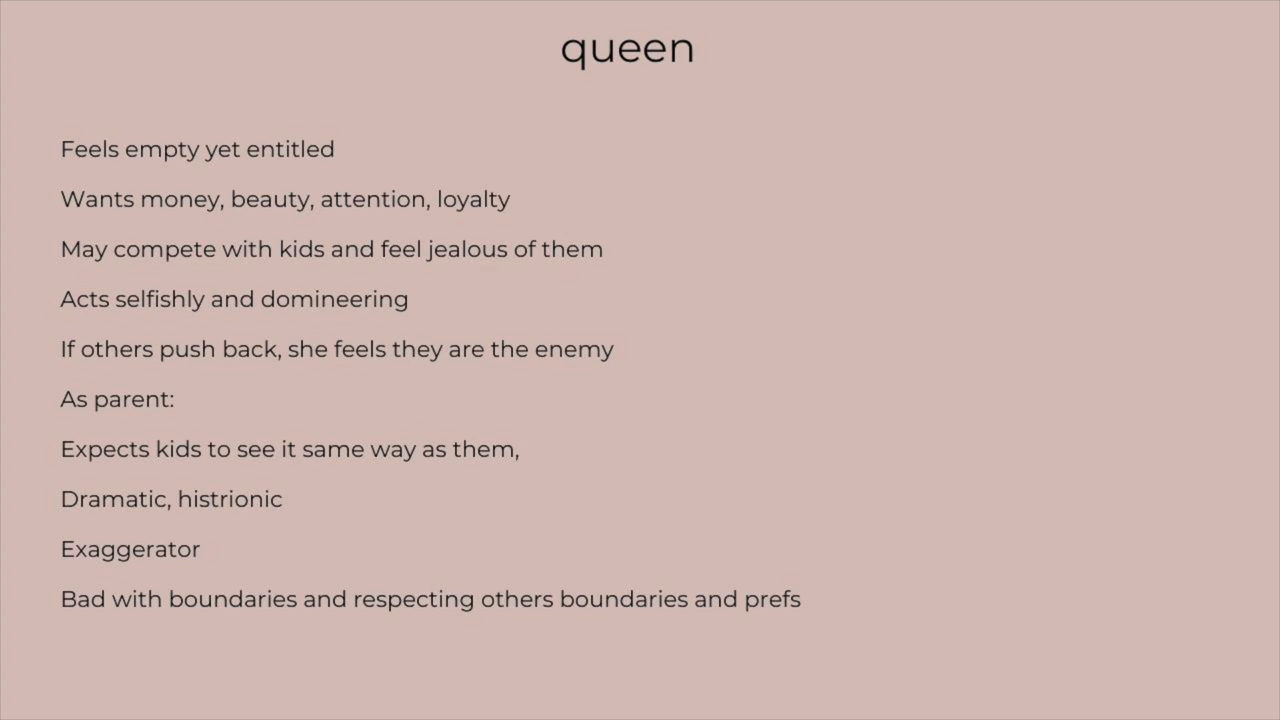 queen
Feels empty yet entitled
Wants money, beauty, attention, loyalty
May compete with kids and feel jealous of them
Acts selfishly and domineering
If others push back, she feels they are the enemy
As parent:
Expects kids to see it same way as them,
Dramatic, histrionic
Exaggerator
Bad with boundaries and respecting others boundaries and prefs